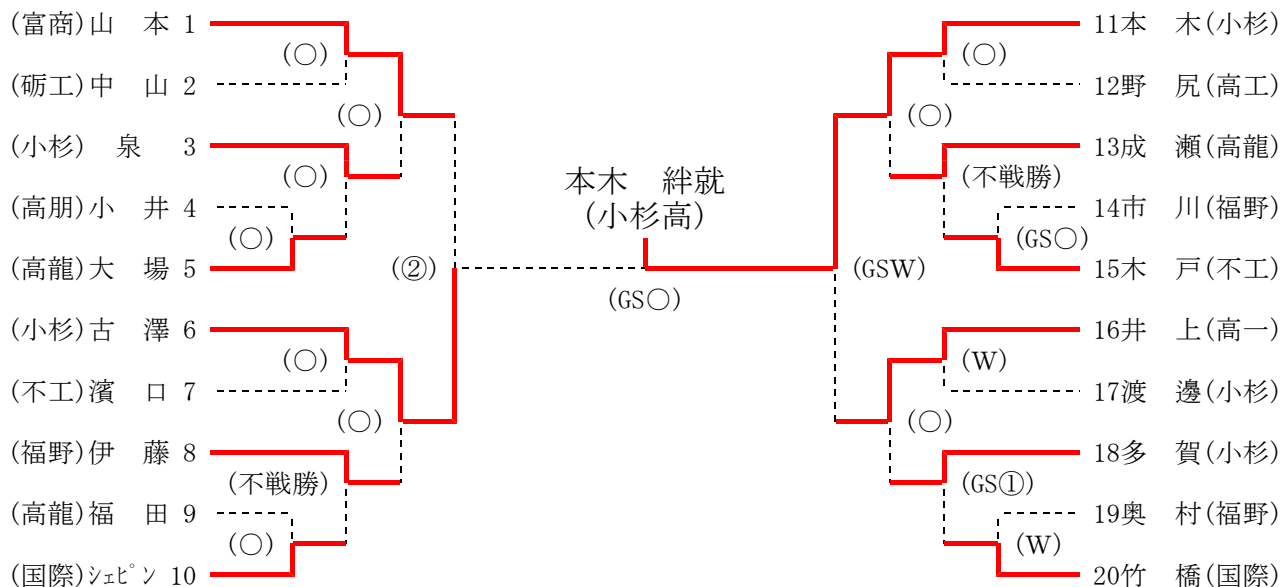 (富商)山　本 1
(○)
(砺工)中　山 2
(○)
(小杉)　泉　3
(○)
(高朋)小　井 4
(○)
(高龍)大　場 5
(②)
(小杉)古　澤 6
(○)
(不工)濱　口 7
(○)
(福野)伊　藤 8
(不戦勝)
(高龍)福　田 9
(○)
(国際)ｼｪﾋﾟﾝ 10
本木　絆就
(小杉高)
(GS○)
11本　木(小杉)
(○)
12野　尻(高工)
(○)
13成　瀬(高龍)
(不戦勝)
14市　川(福野)
(GS○)
15木　戸(不工)
(GSW)
16井　上(高一)
(W)
17渡　邊(小杉)
(○)
18多　賀(小杉)
(GS①)
19奥　村(福野)
(W)
20竹　橋(国際)